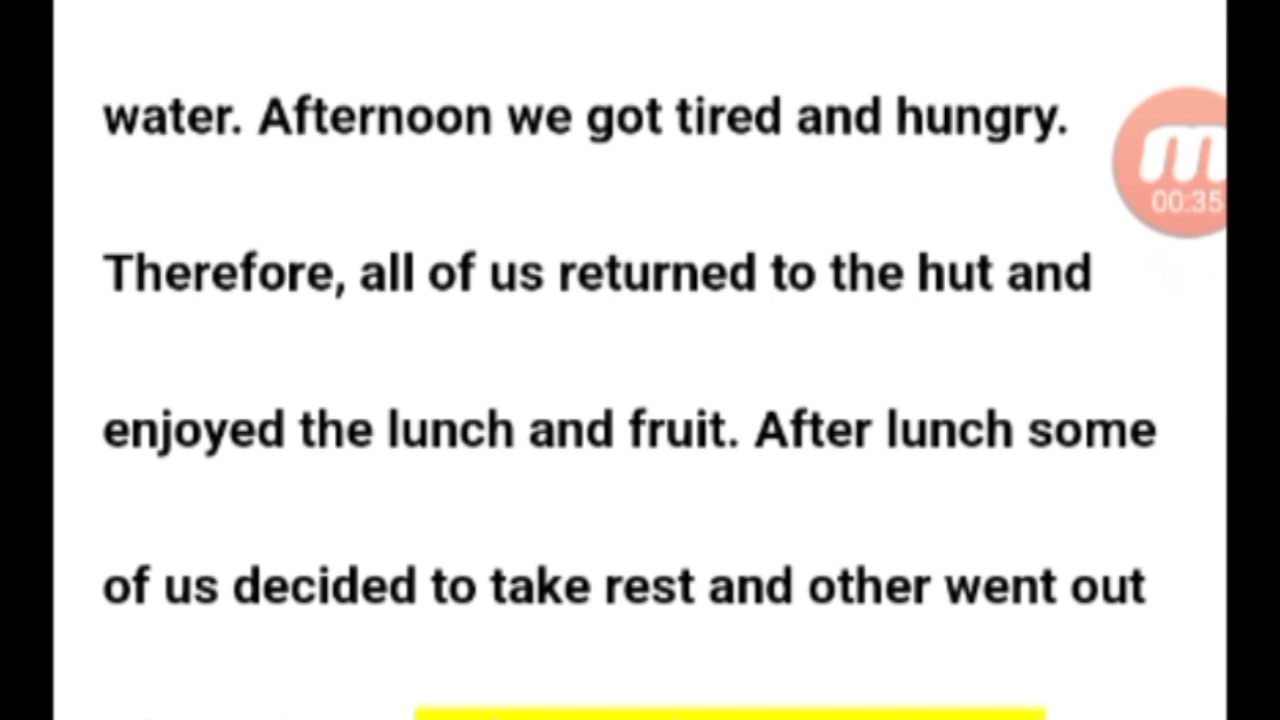 water. Afternoon we got tired and hungry.
m
00:35
Therefore, all of us returned to the hut and
enjoyed the lunch and fruit. After lunch some
of us decided to take rest and other went out